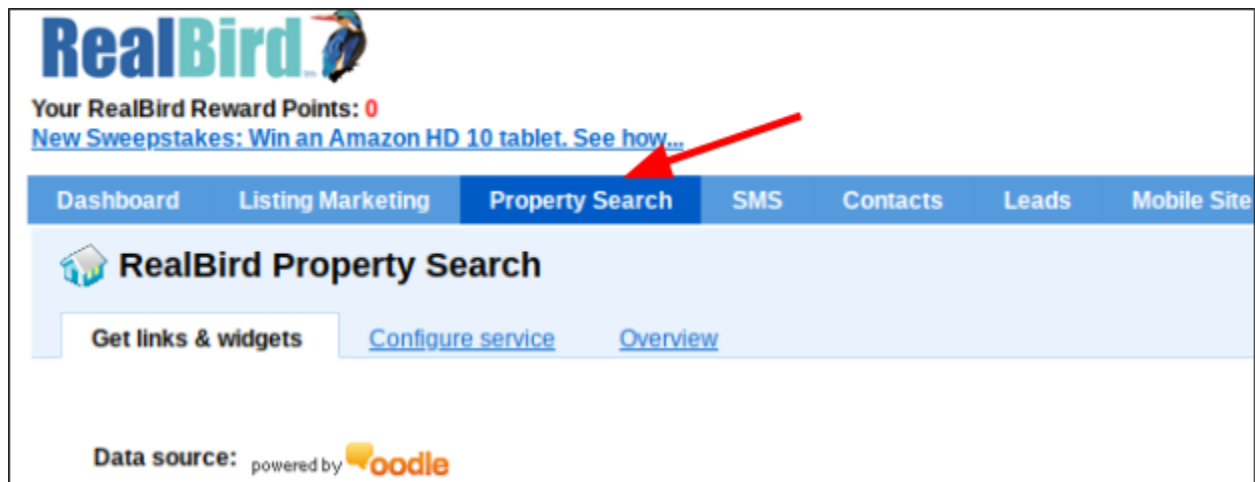 RealBird
Your RealBird Reward Points: 0
New Sweepstakes: Win an Amazon HD 10 tablet. See how...
Dashboard Listing Marketing Property Search SMS Contacts Leads Mobile Site
RealBird Property Search
Get links & widgets Configure service Overview
Data source: powered by oodle